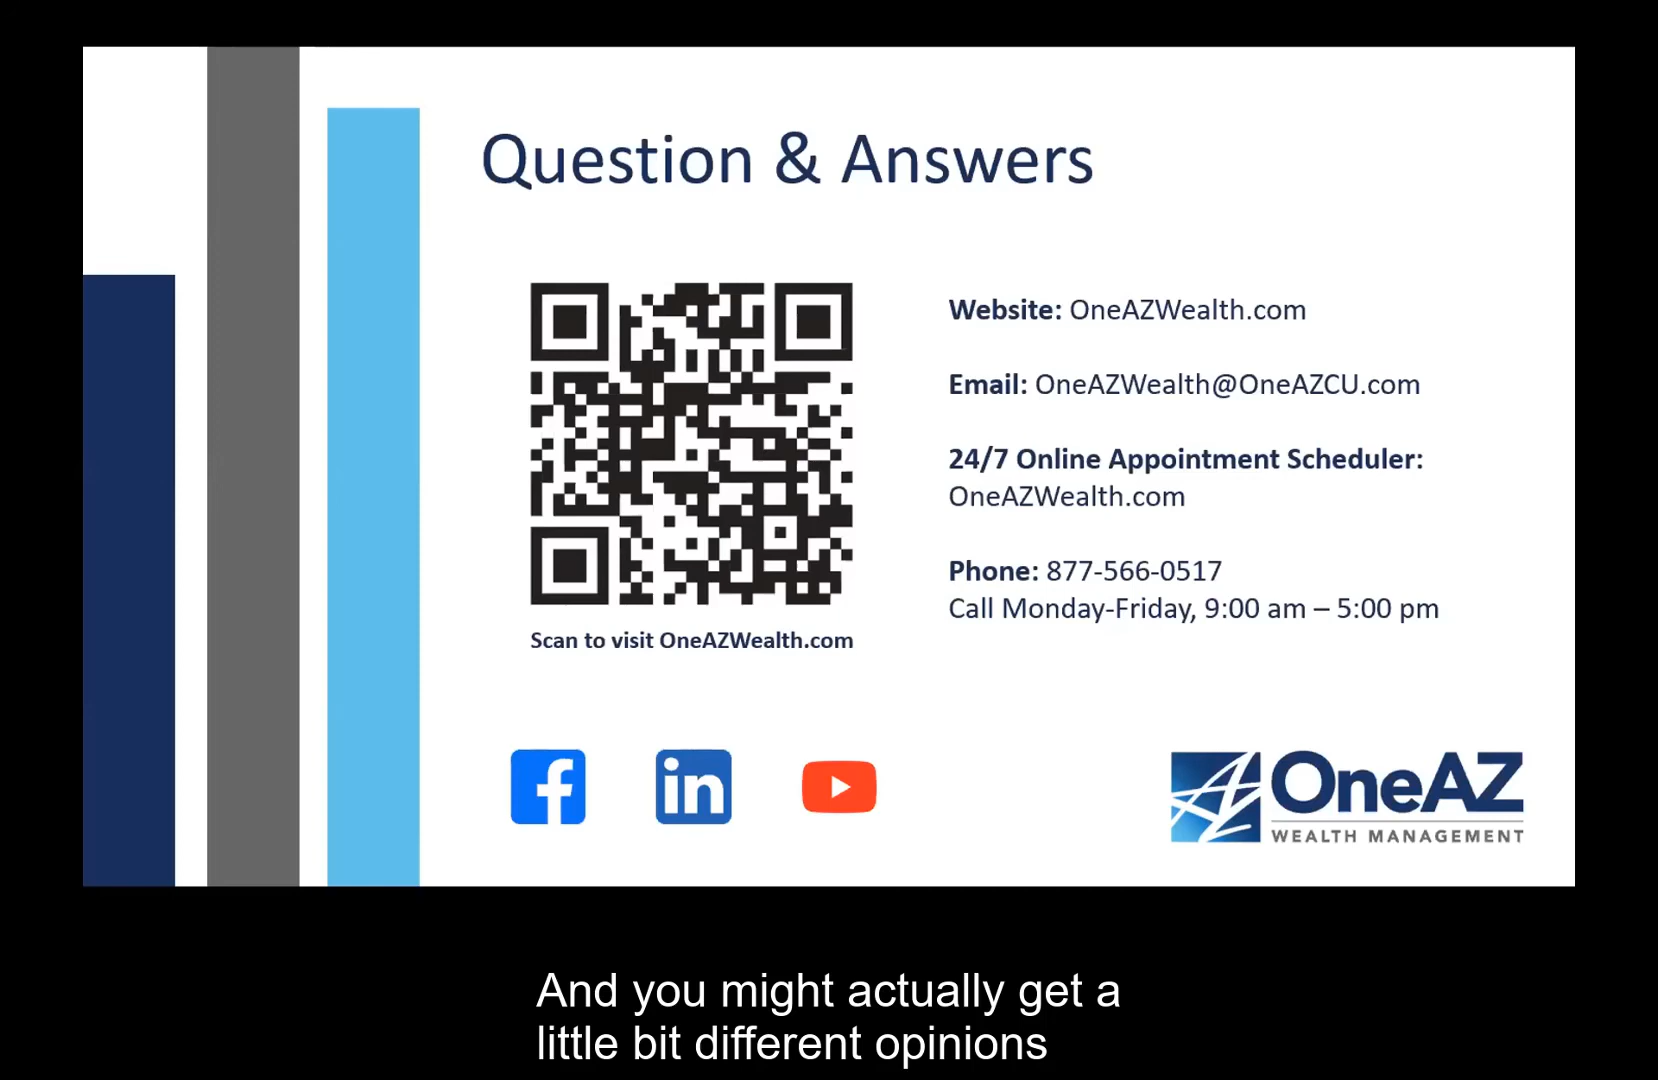 Question & Answers
Website: OneAZWealth.com
Email: OneAZWealth@OneAZCU.com
24/7 Online Appointment Scheduler:
OneAZWealth.com
Phone: 877-566-0517
Call Monday-Friday, 9:00 am – 5:00 pm
Scan to visit OneAZWealth.com
f
in
OneAZ
WEALTH MANAGEMENT
And you might actually get a
little bit different opinions